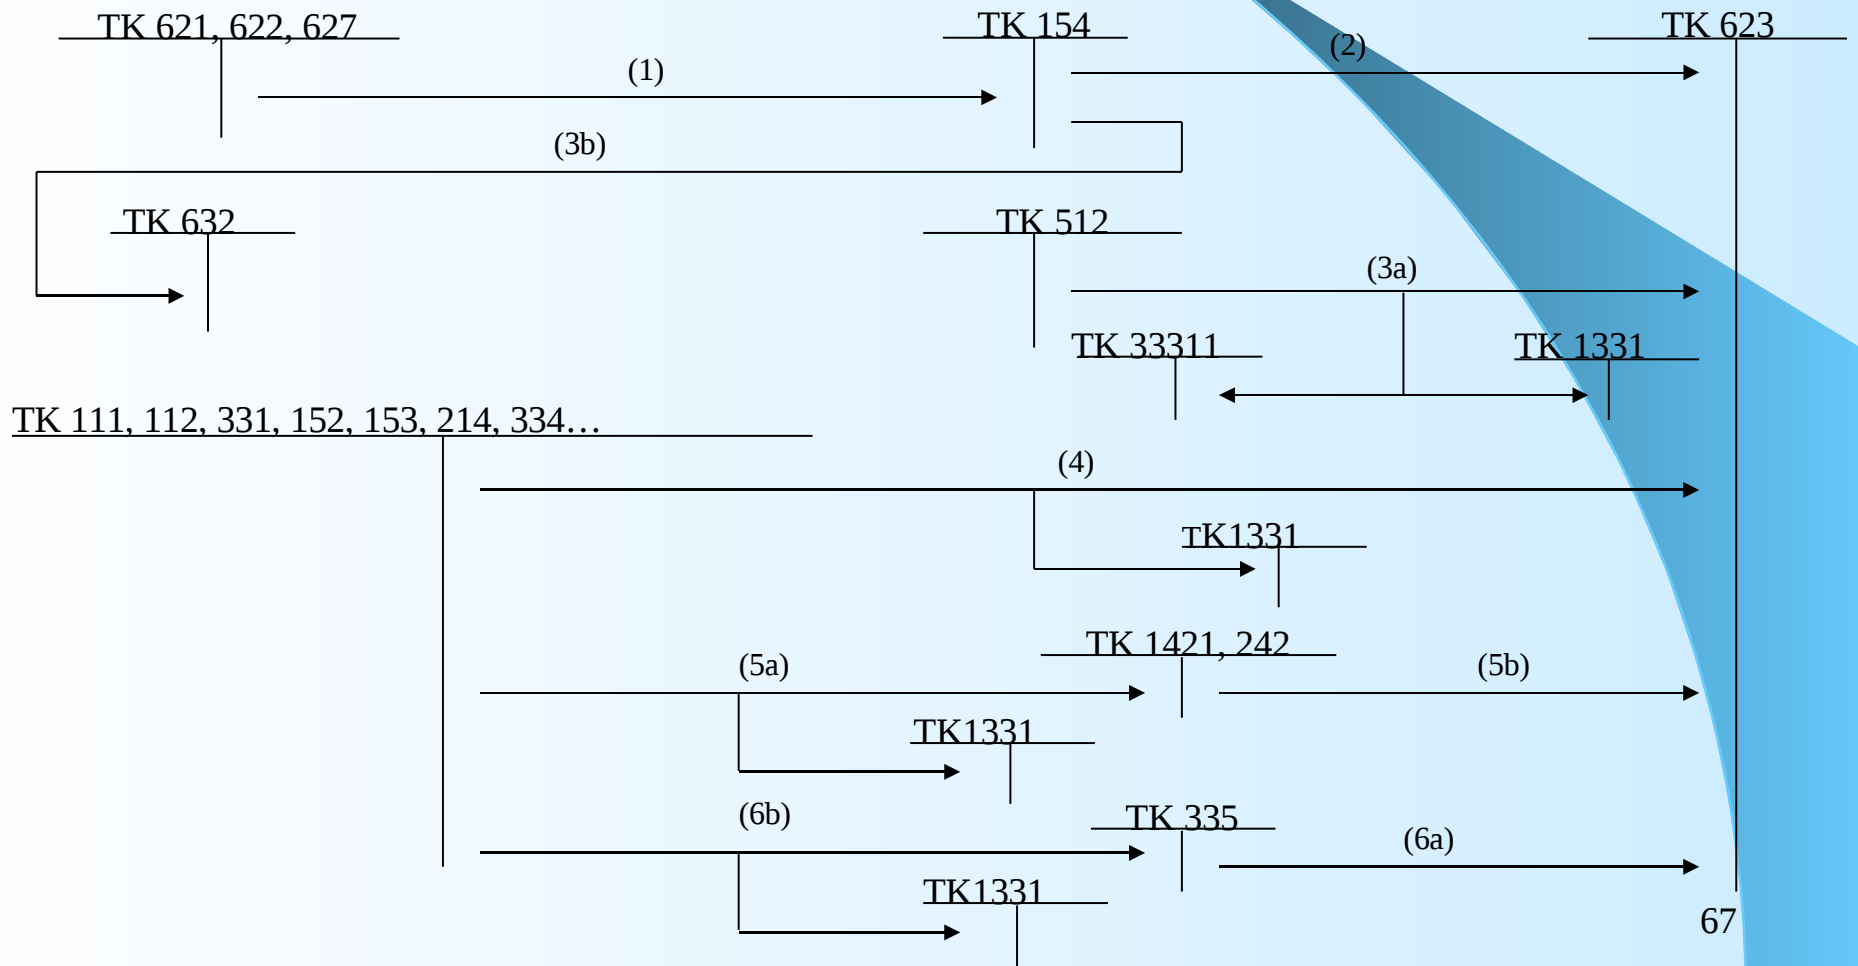 TK 621, 622, 627
TK 154
TK 623
(2)
(1)
(3b)
TK 632
TK 512
(3a)
TK 33311
TK 1331
TK 111, 112, 331, 152, 153, 214, 334…
(4)
TK1331
TK 1421, 242
(5a)
(5b)
TK1331
(6b)
TK 335
(6a)
TK1331
67